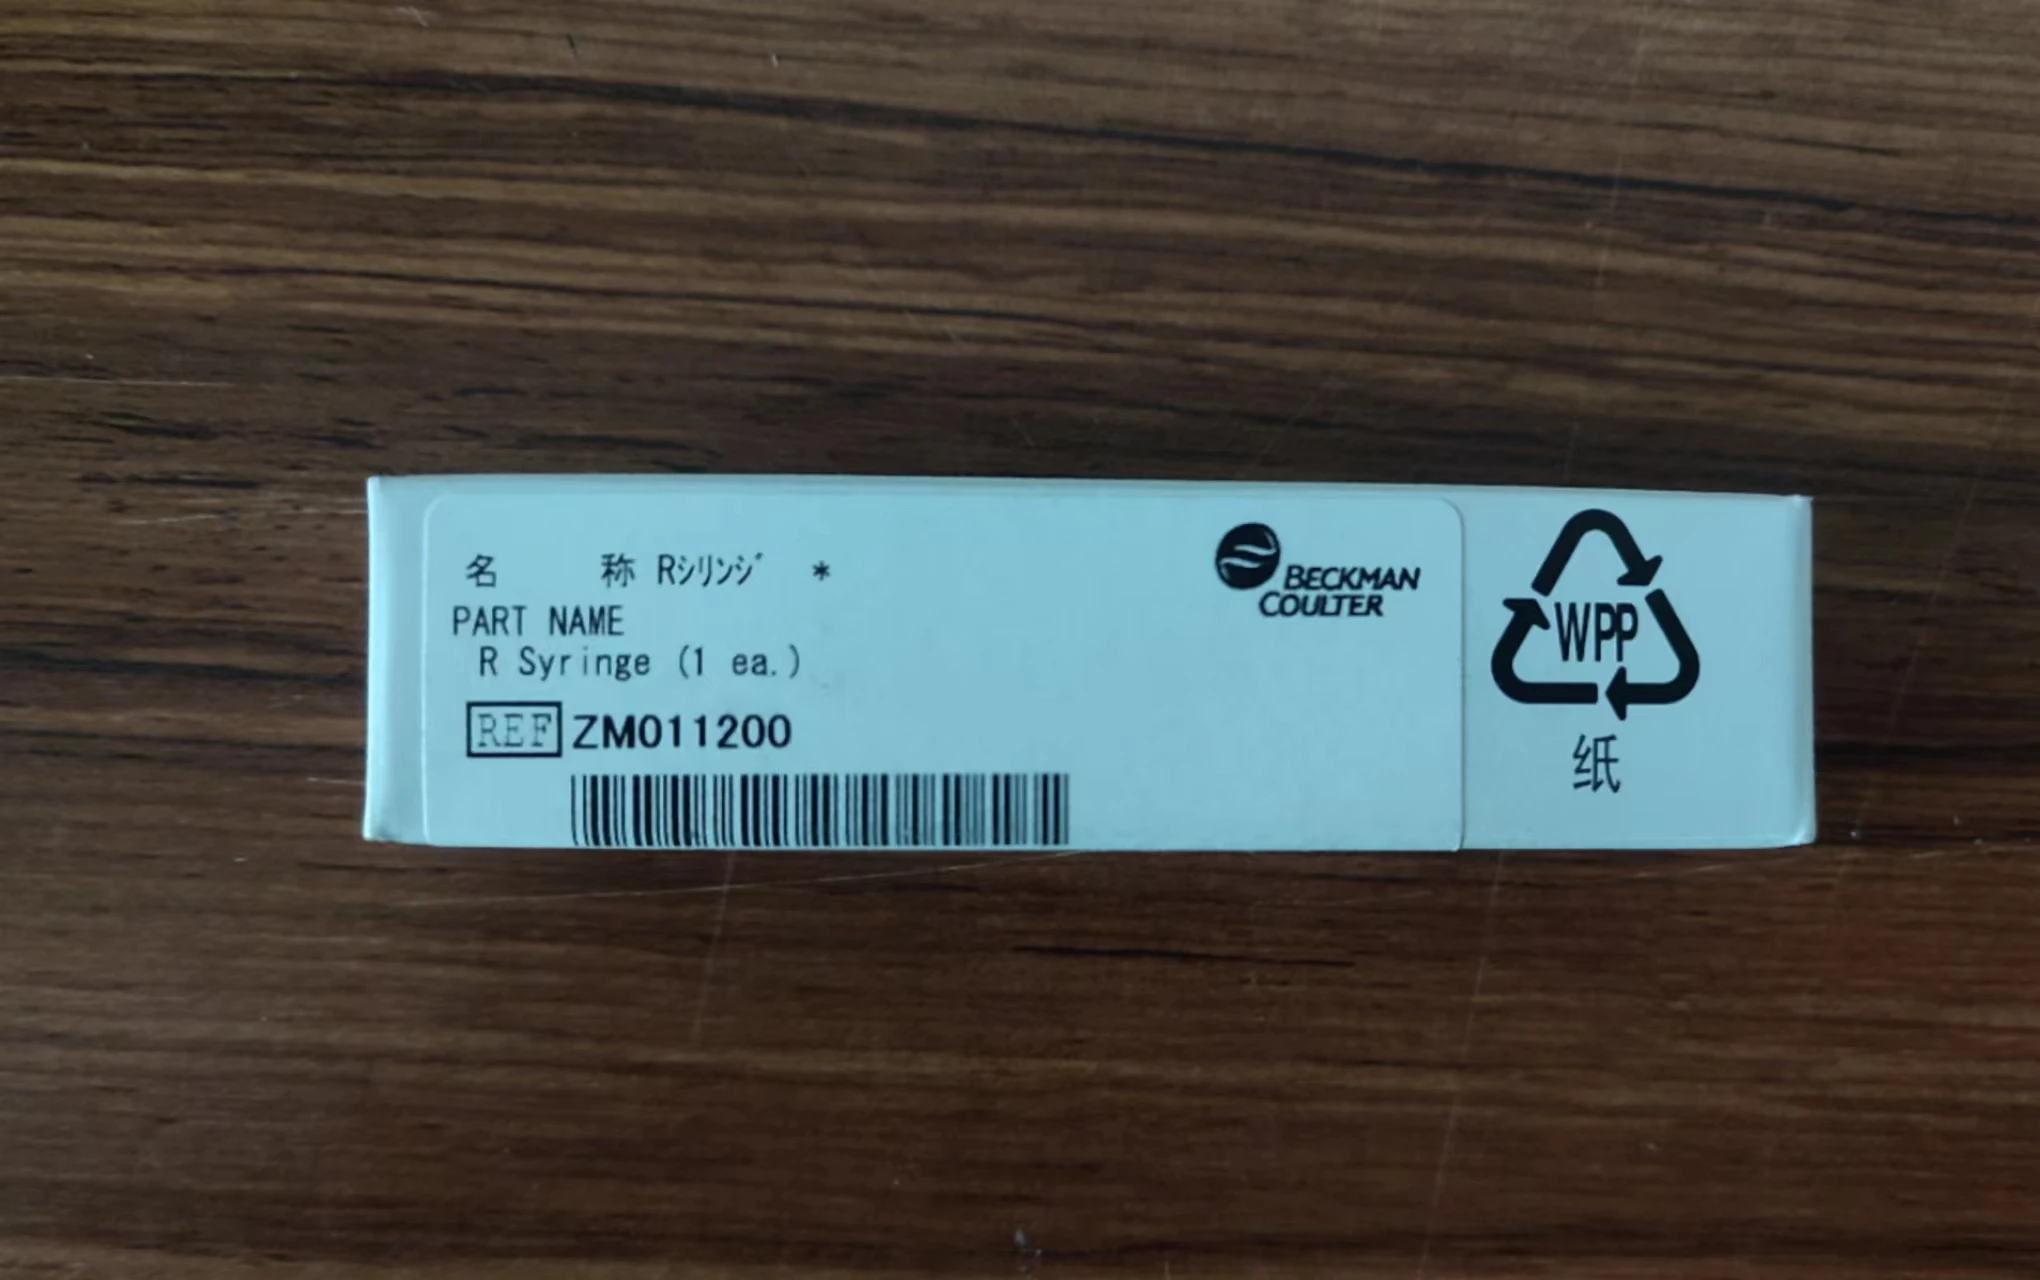 名 称 Rｼﾘﾝｼﾞ *
PART NAME
R Syringe (1 ea.)
REF ZM011200
BECKMAN
COULTER
WPP
纸